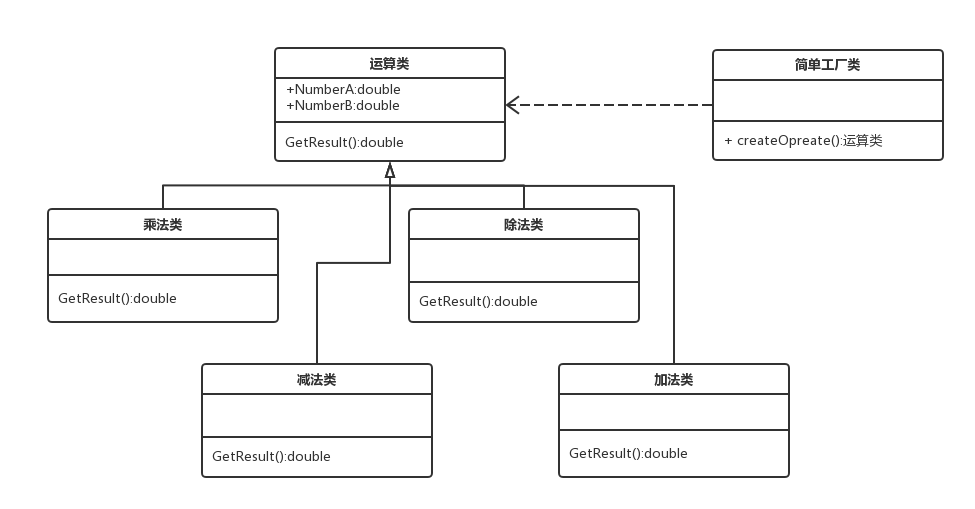 运算类
+NumberA:double
+NumberB:double
GetResult():double
简单工厂类
+ createOpreate():运算类
乘法类
GetResult():double
除法类
GetResult():double
减法类
GetResult():double
加法类
GetResult():double